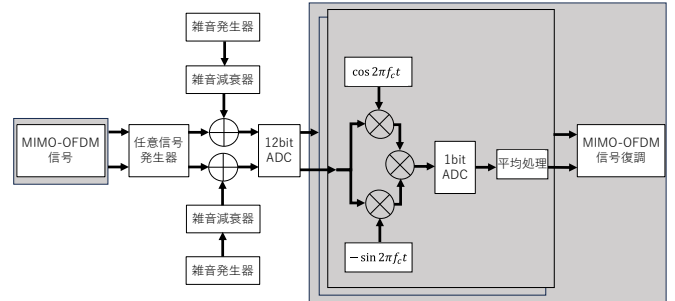 雑音発生器
雑音減衰器
MIMO-OFDM
信号
任意信号
発生器
12bit
ADC
cos 2πf_c t
1bit
ADC
平均処理
MIMO-OFDM
信号復調
−sin 2πf_c t
雑音減衰器
雑音発生器